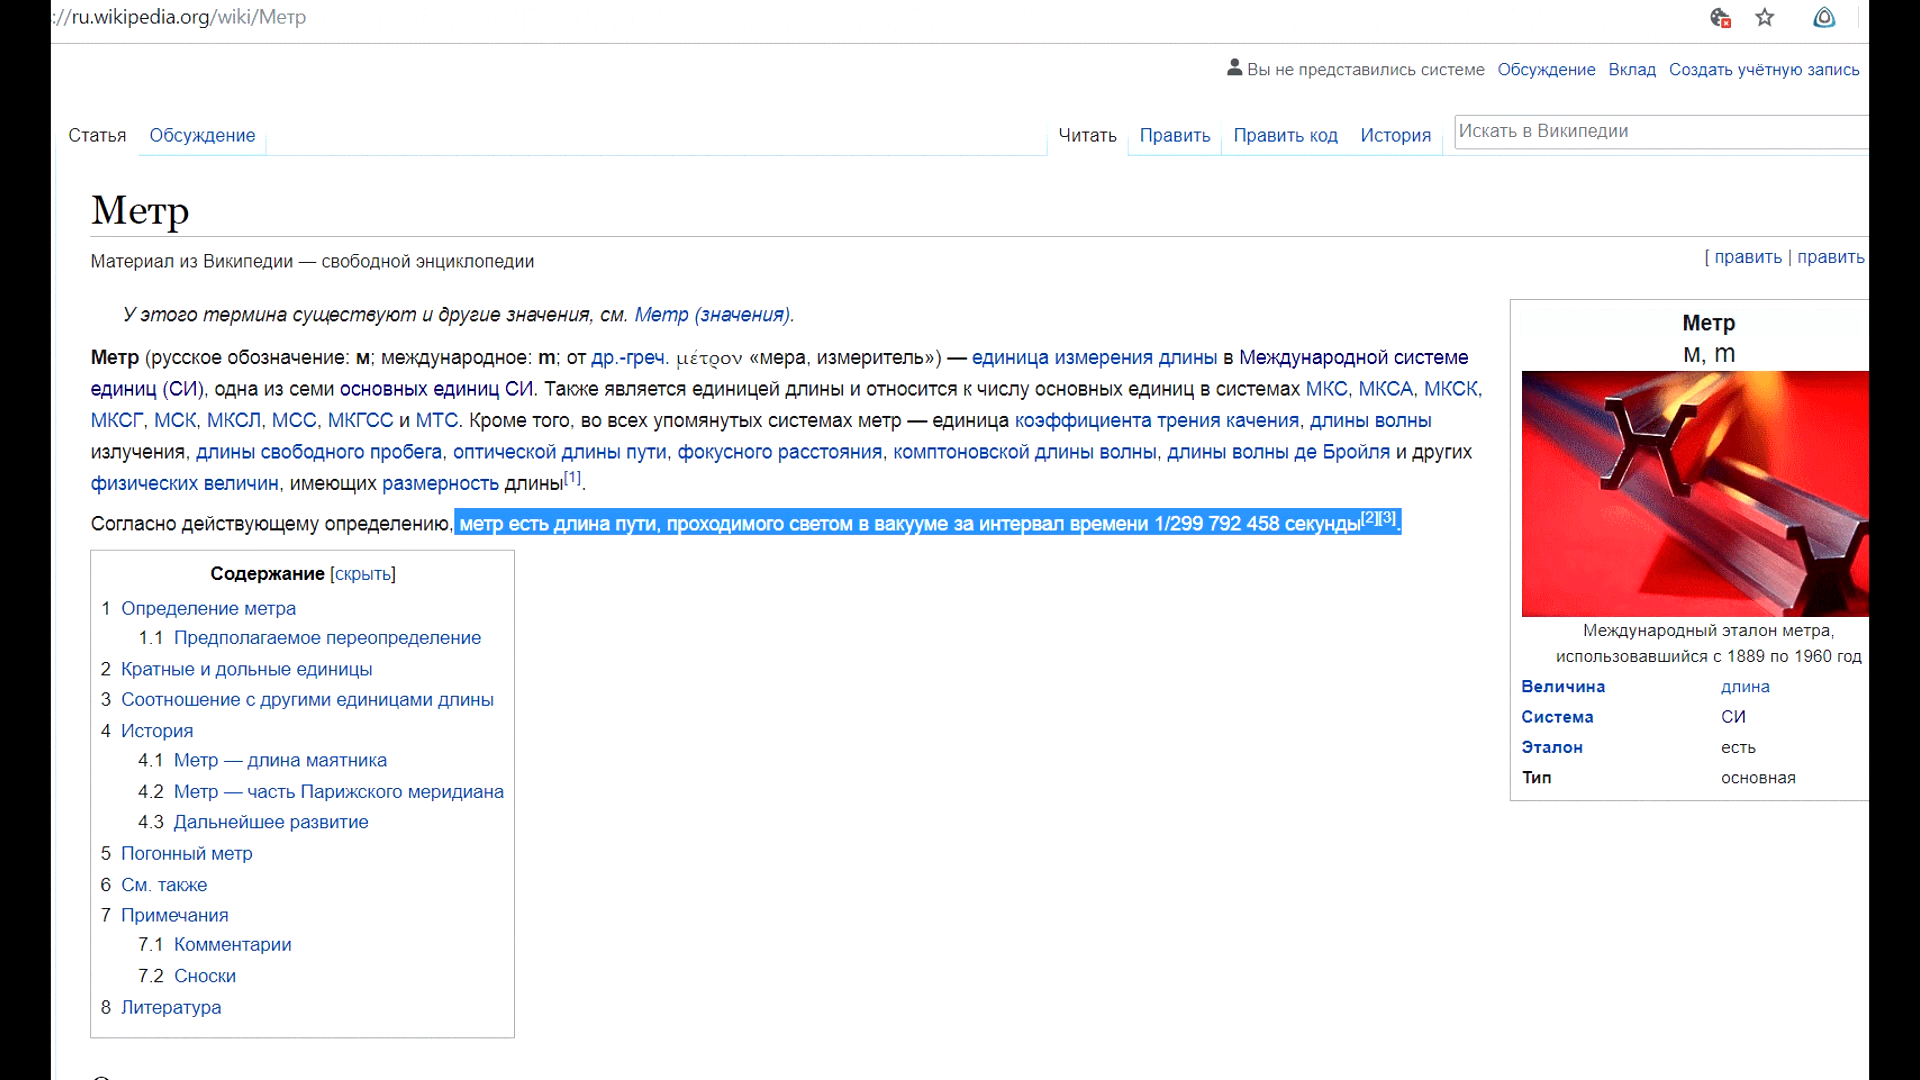 ://ru.wikipedia.org/wiki/Метр
Вы не представились системе Обсуждение Вклад Создать учётную запись
Статья Обсуждение Читать Править Править код История Искать в Википедии
Метр
Материал из Википедии — свободной энциклопедии
[ править | править
У этого термина существуют и другие значения, см. Метр (значения).
Метр (русское обозначение: м; международное: m; от др.-греч. μέτρον «мера, измеритель») — единица измерения длины в Международной системе
единиц (СИ), одна из семи основных единиц СИ. Также является единицей длины и относится к числу основных единиц в системах МКС, МКСА, МКСК,
МКСГ, МСК, МКСЛ, МСС, МКГСС и МТС. Кроме того, во всех упомянутых системах метр — единица коэффициента трения качения, длины волны
излучения, длины свободного пробега, оптической длины пути, фокусного расстояния, комптоновской длины волны, длины волны де Бройля и других
физических величин, имеющих размерность длины[1].
Согласно действующему определению, метр есть длина пути, проходимого светом в вакууме за интервал времени 1/299 792 458 секунды[2][3].
Содержание [скрыть]
1 Определение метра
1.1 Предполагаемое переопределение
2 Кратные и дольные единицы
3 Соотношение с другими единицами длины
4 История
4.1 Метр — длина маятника
4.2 Метр — часть Парижского меридиана
4.3 Дальнейшее развитие
5 Погонный метр
6 См. также
7 Примечания
7.1 Комментарии
7.2 Сноски
8 Литература
Метр
м, m
Международный эталон метра,
использовавшийся с 1889 по 1960 год
Величина длина
Система СИ
Эталон есть
Тип основная